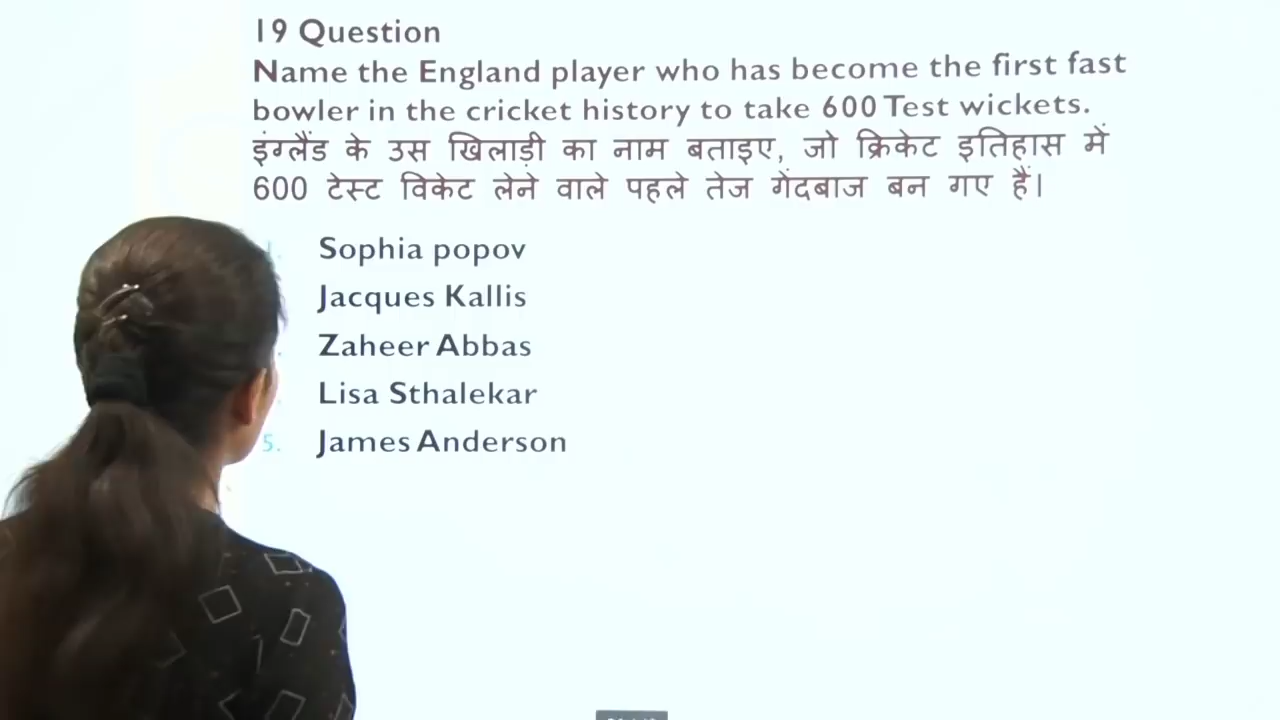 19 Question
Name the England player who has become the first fast
bowler in the cricket history to take 600 Test wickets.
इंग्लैंड के उस खिलाड़ी का नाम बताइए, जो क्रिकेट इतिहास में
600 टेस्ट विकेट लेने वाले पहले तेज गेंदबाज बन गए हैं।
Sophia popov
Jacques Kallis
Zaheer Abbas
Lisa Sthalekar
5. James Anderson